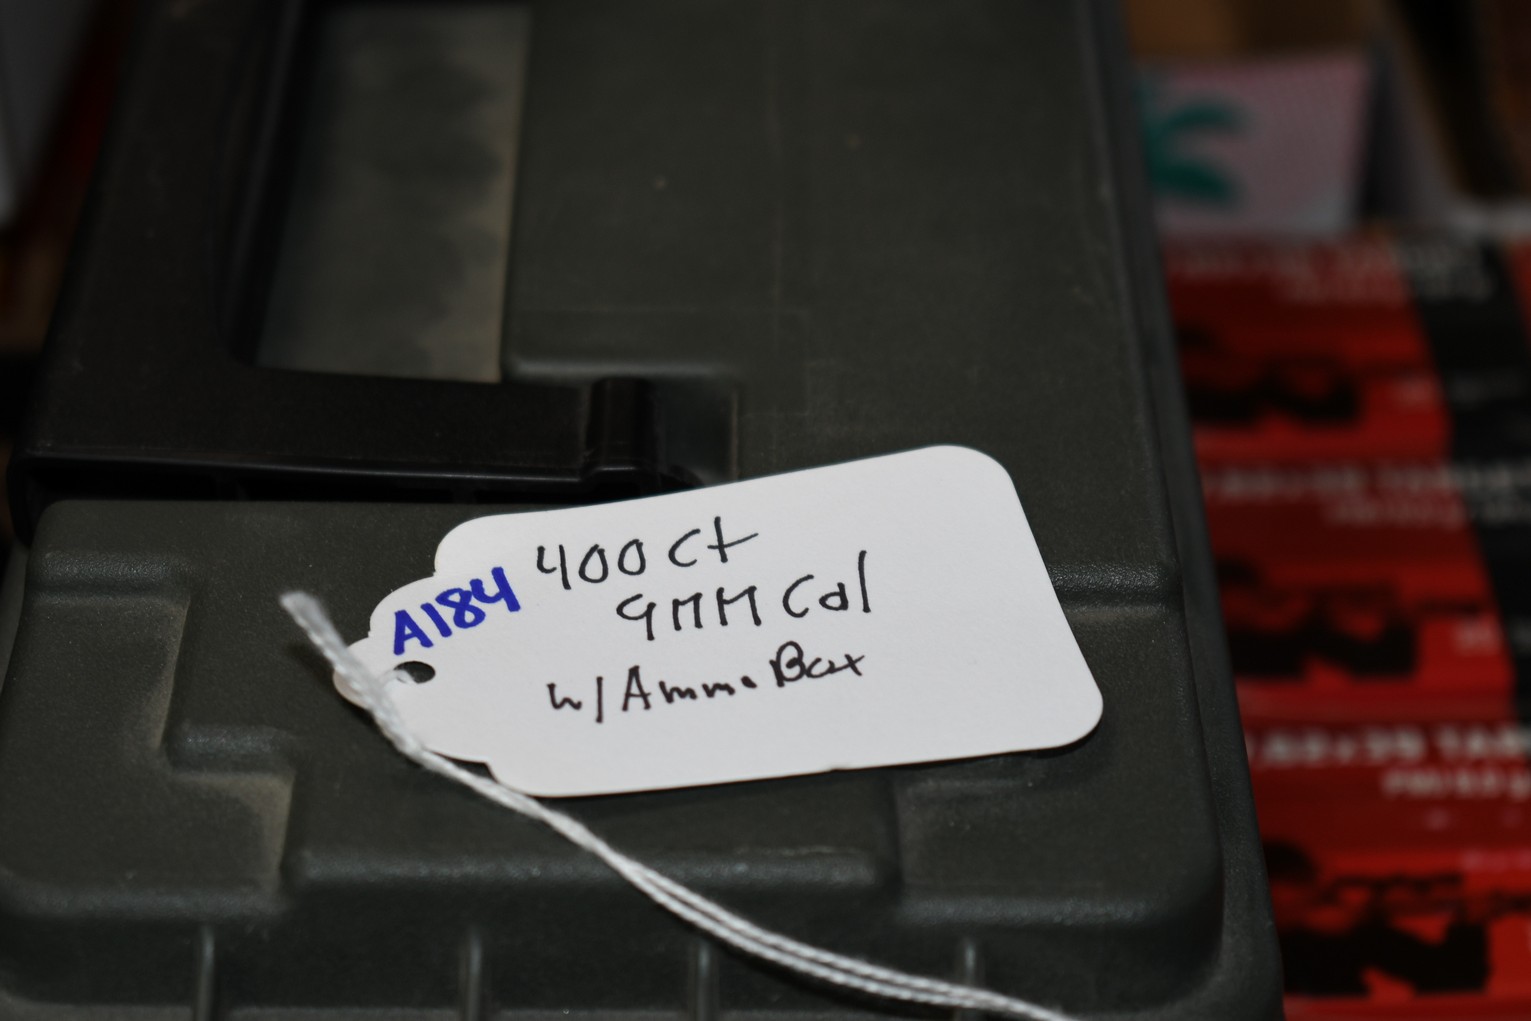 A184
400 Ct
9MM Cal
w/ Ammo Box